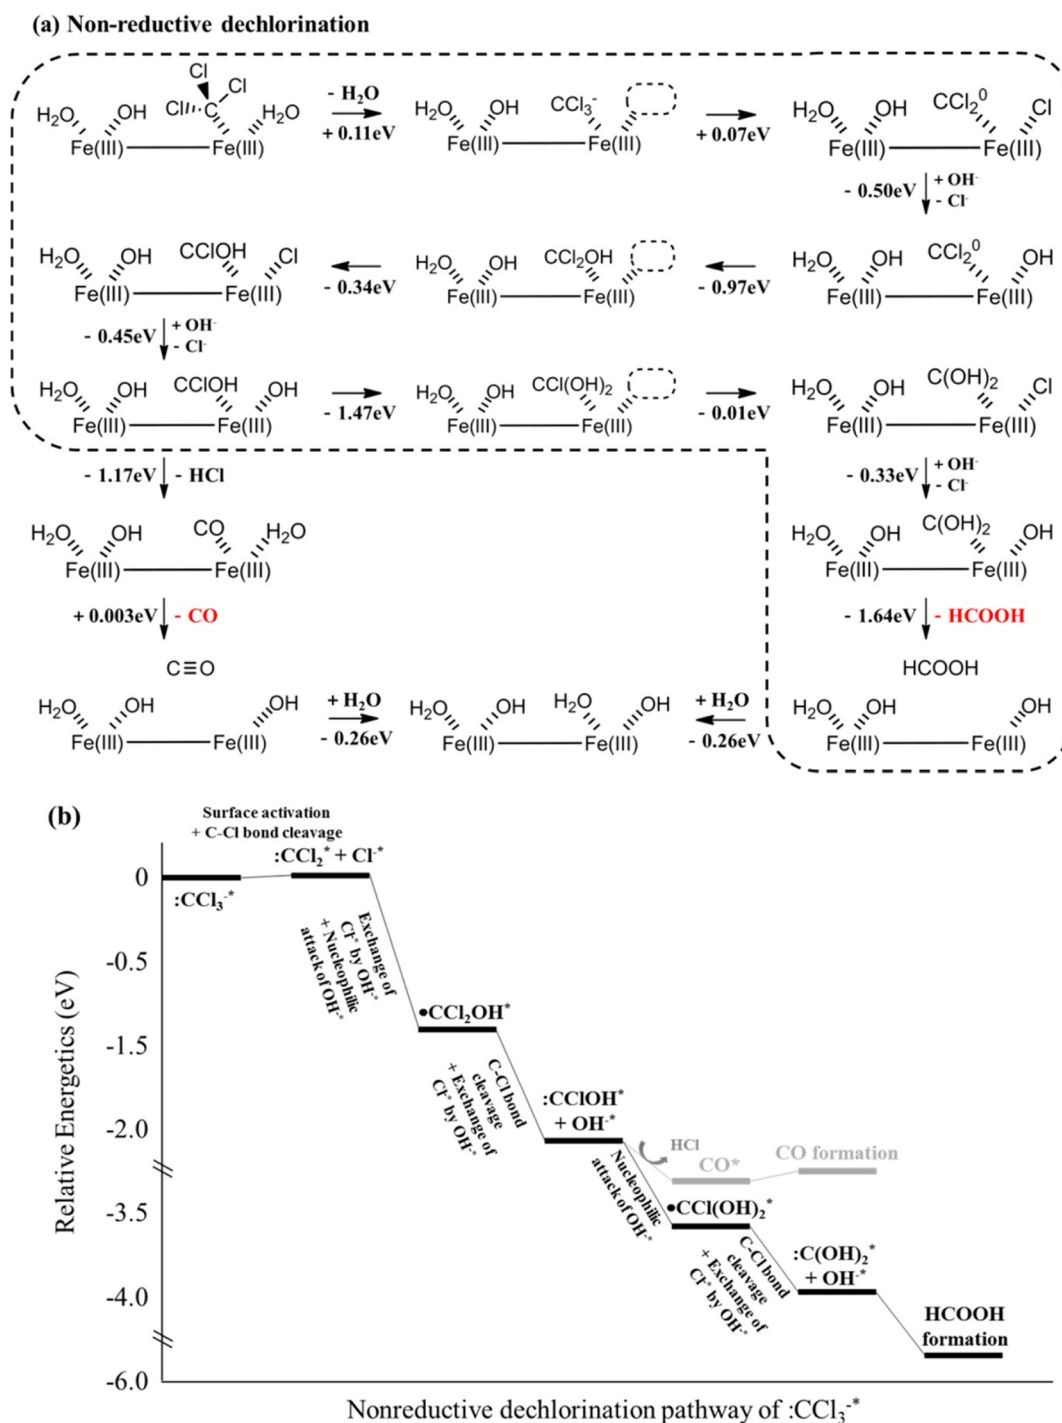 (a) Non-reductive dechlorination
Cl
Cl
Cl
C
H₂O
OH
H₂O
Fe(III)
Fe(III)
- H₂O
+ 0.11eV
H₂O
OH
CCl₃⁻
Fe(III)
Fe(III)
+ 0.07eV
H₂O
OH
CCl₂⁰
Cl
Fe(III)
Fe(III)
- 0.50eV
+ OH⁻
- Cl⁻
H₂O
OH
CClOH
Cl
Fe(III)
Fe(III)
- 0.34eV
H₂O
OH
CCl₂OH
Fe(III)
Fe(III)
- 0.97eV
H₂O
OH
CCl₂⁰
OH
Fe(III)
Fe(III)
- 0.45eV
+ OH⁻
- Cl⁻
H₂O
OH
CClOH
OH
Fe(III)
Fe(III)
- 1.47eV
H₂O
OH
CCl(OH)₂
Fe(III)
Fe(III)
- 0.01eV
H₂O
OH
C(OH)₂
Cl
Fe(III)
Fe(III)
- 1.17eV
- HCl
- 0.33eV
+ OH⁻
- Cl⁻
H₂O
OH
CO
H₂O
Fe(III)
Fe(III)
H₂O
OH
C(OH)₂
OH
Fe(III)
Fe(III)
+ 0.003eV
- CO
- 1.64eV
- HCOOH
C≡O
HCOOH
H₂O
OH
OH
Fe(III)
Fe(III)
+ H₂O
- 0.26eV
H₂O
OH
H₂O
OH
Fe(III)
Fe(III)
+ H₂O
- 0.26eV
H₂O
OH
OH
Fe(III)
Fe(III)
(b)
Surface activation
+ C-Cl bond cleavage
:CCl₂* + Cl⁻*
:CCl₃⁻*
Exchange of
Cl⁻* by OH⁻*
+ Nucleophilic
attack of OH⁻*
•CCl₂OH*
C-Cl bond
cleavage
+ Exchange of
Cl⁻* by OH⁻*
:CClOH*
+ OH⁻*
HCl
CO*
CO formation
Nucleophilic
attack of OH⁻*
•CCl(OH)₂*
C-Cl bond
cleavage
+ Exchange of
Cl⁻* by OH⁻*
:C(OH)₂*
+ OH⁻*
HCOOH
formation
0
-0.5
-1.5
-2.0
-3.5
-4.0
-6.0
Relative Energetics (eV)
Nonreductive dechlorination pathway of :CCl₃⁻*